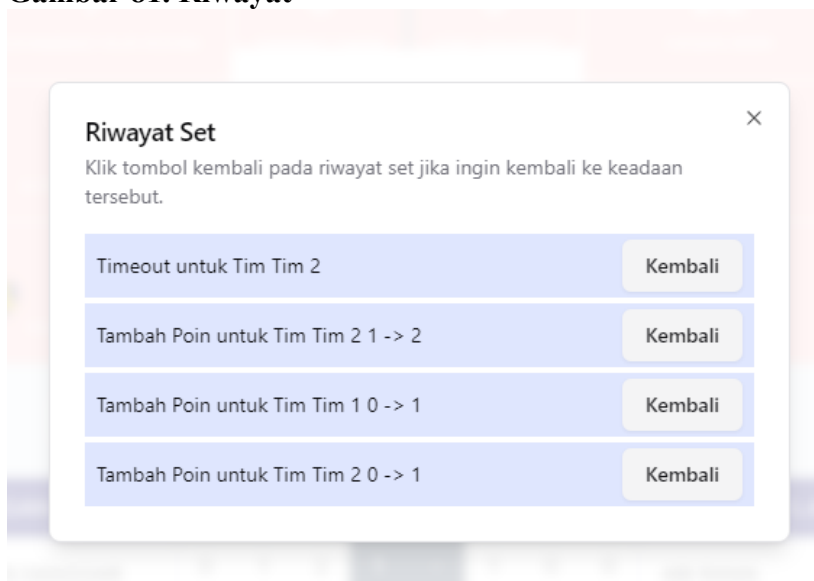 Riwayat Set
Klik tombol kembali pada riwayat set jika ingin kembali ke keadaan
tersebut.
Timeout untuk Tim Tim 2 Kembali
Tambah Poin untuk Tim Tim 2 1 -> 2 Kembali
Tambah Poin untuk Tim Tim 1 0 -> 1 Kembali
Tambah Poin untuk Tim Tim 2 0 -> 1 Kembali